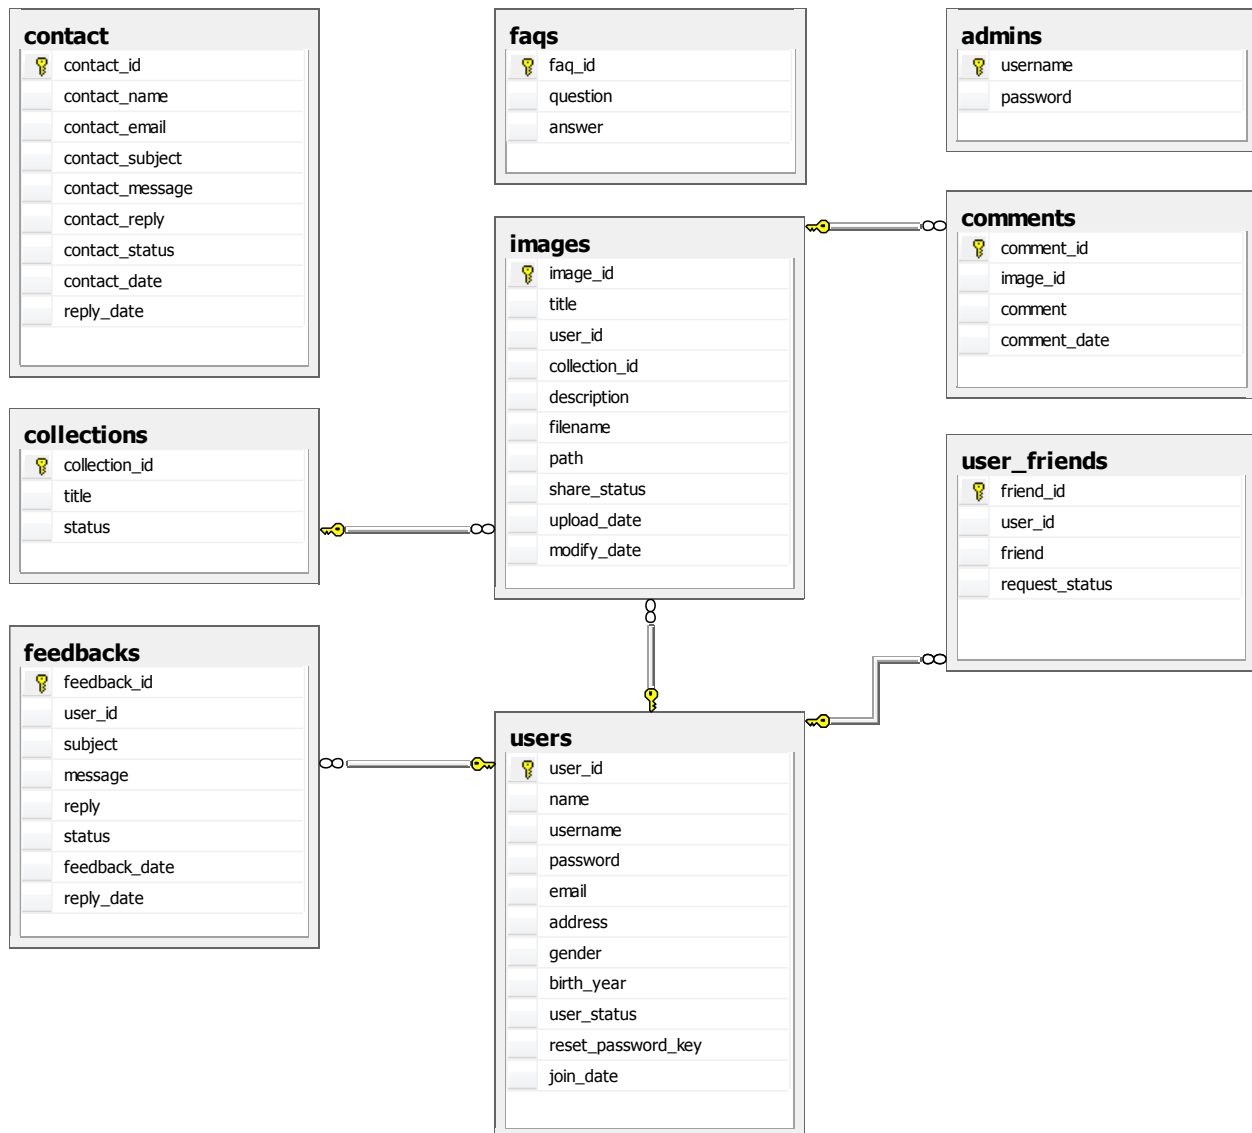 contact
contact_id
contact_name
contact_email
contact_subject
contact_message
contact_reply
contact_status
contact_date
reply_date
faqs
faq_id
question
answer
admins
username
password
images
image_id
title
user_id
collection_id
description
filename
path
share_status
upload_date
modify_date
comments
comment_id
image_id
comment
comment_date
collections
collection_id
title
status
user_friends
friend_id
user_id
friend
request_status
feedbacks
feedback_id
user_id
subject
message
reply
status
feedback_date
reply_date
users
user_id
name
username
password
email
address
gender
birth_year
user_status
reset_password_key
join_date